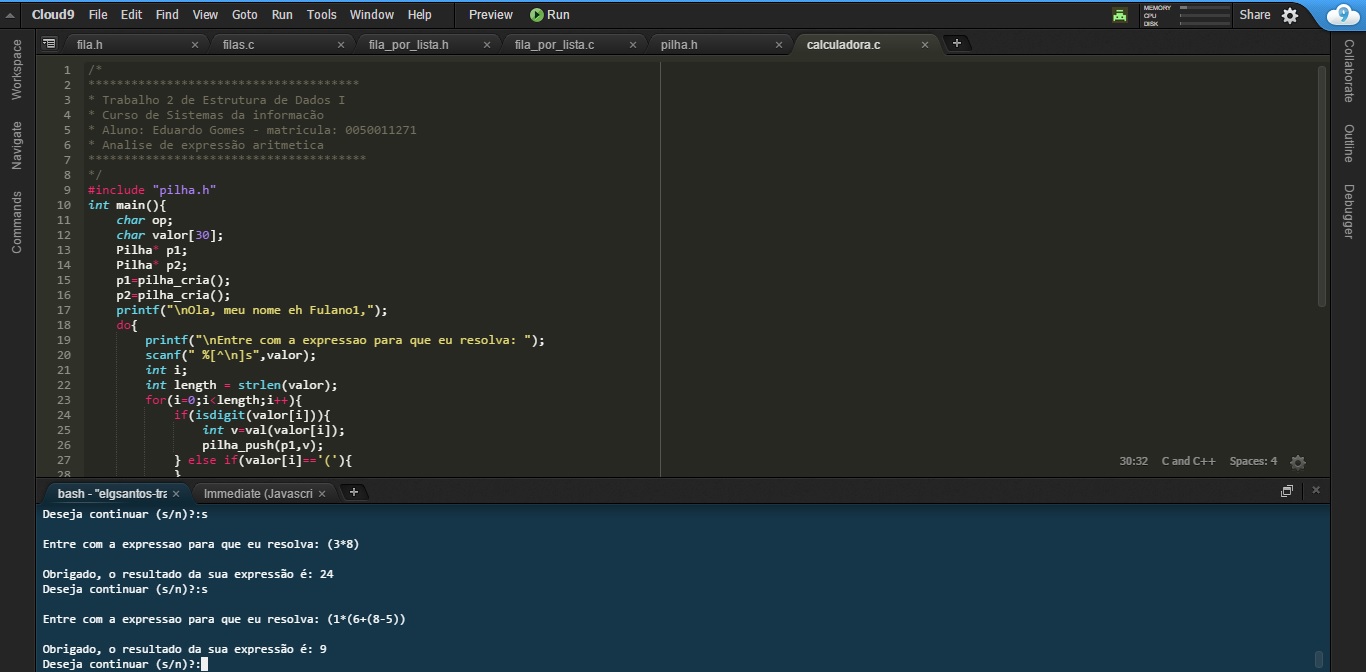 Cloud9 File Edit Find View Goto Run Tools Window Help Preview Run MEMORY CPU DISK Share 9
Workspace
Navigate
Commands
fila.h × filas.c × fila_por_lista.h × fila_por_lista.c × pilha.h × calculadora.c × +
1 /*
2 **************************************
3 * Trabalho 2 de Estrutura de Dados I
4 * Curso de Sistemas da informacão
5 * Aluno: Eduardo Gomes - matricula: 0050011271
6 * Analise de expressão aritmetica
7 ***************************************
8 */
9 #include "pilha.h"
10 int main(){
11 char op;
12 char valor[30];
13 Pilha* p1;
14 Pilha* p2;
15 p1=pilha_cria();
16 p2=pilha_cria();
17 printf("\nOla, meu nome eh Fulano1,");
18 do{
19 printf("\nEntre com a expressao para que eu resolva: ");
20 scanf(" %[^\n]s",valor);
21 int i;
22 int length = strlen(valor);
23 for(i=0;i<length;i++){
24 if(isdigit(valor[i])){
25 int v=val(valor[i]);
26 pilha_push(p1,v);
27 } else if(valor[i]=='('){
28 }
30:32 C and C++ Spaces: 4
Collaborate
Outline
Debugger
bash - "elgsantos-tra × Immediate (Javascri × +
Deseja continuar (s/n)?:s
Entre com a expressao para que eu resolva: (3*8)
Obrigado, o resultado da sua expressão é: 24
Deseja continuar (s/n)?:s
Entre com a expressao para que eu resolva: (1*(6+(8-5))
Obrigado, o resultado da sua expressão é: 9
Deseja continuar (s/n)?: